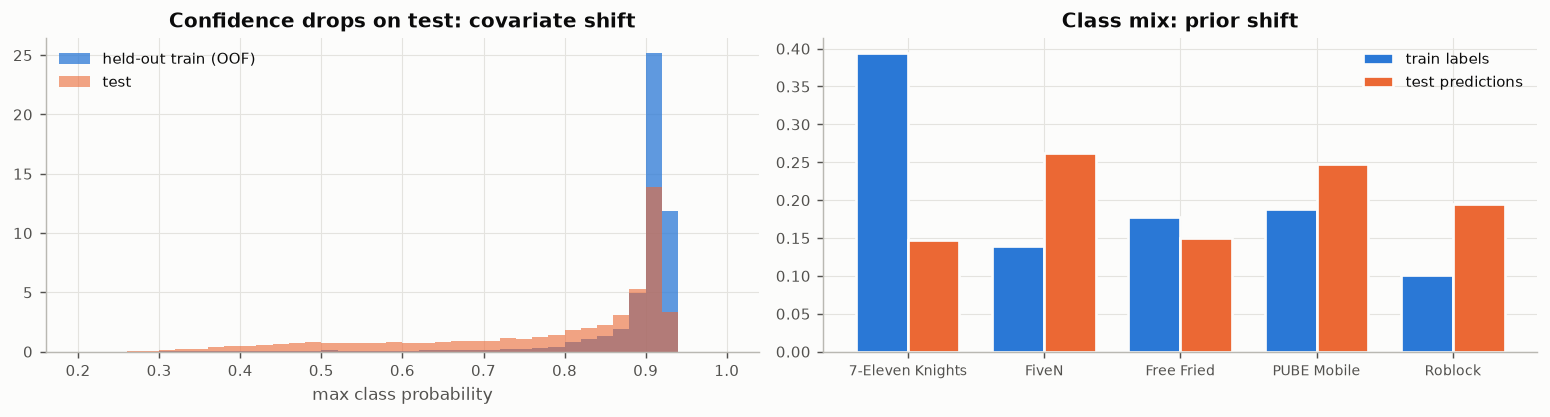 Confidence drops on test: covariate shift
held-out train (OOF)
test
25
20
15
10
5
0
0.2 0.3 0.4 0.5 0.6 0.7 0.8 0.9 1.0
max class probability
Class mix: prior shift
train labels
test predictions
0.40
0.35
0.30
0.25
0.20
0.15
0.10
0.05
0.00
7-Eleven Knights FiveN Free Fried PUBE Mobile Roblock